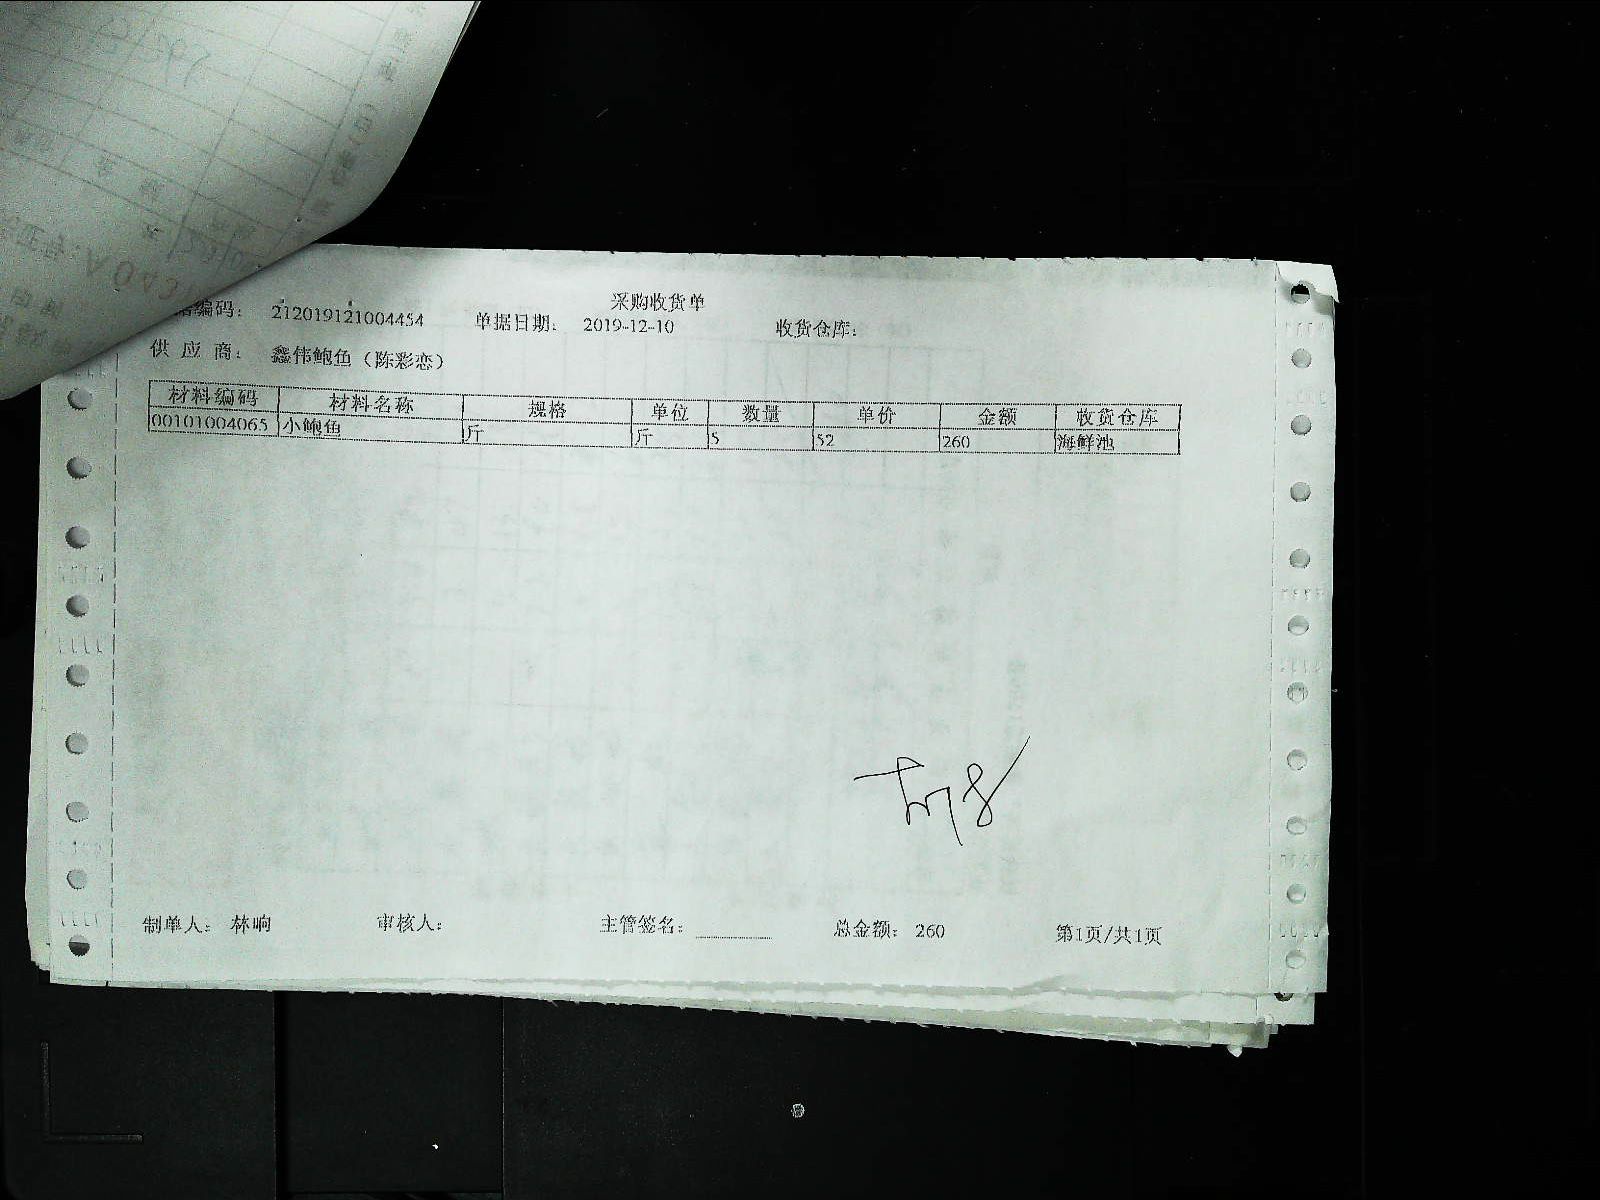 采购收货单
编码： 212019121004454 单据日期： 2019-12-10 收货仓库：
供 应 商： 鑫伟鲍鱼（陈彩恋）
材料编码 材料名称 规格 单位 数量 单价 金额 收货仓库
00101004065 小鲍鱼 斤 斤 5 52 260 海鲜池
制单人： 林响 审核人： 主管签名： 总金额： 260 第1页/共1页